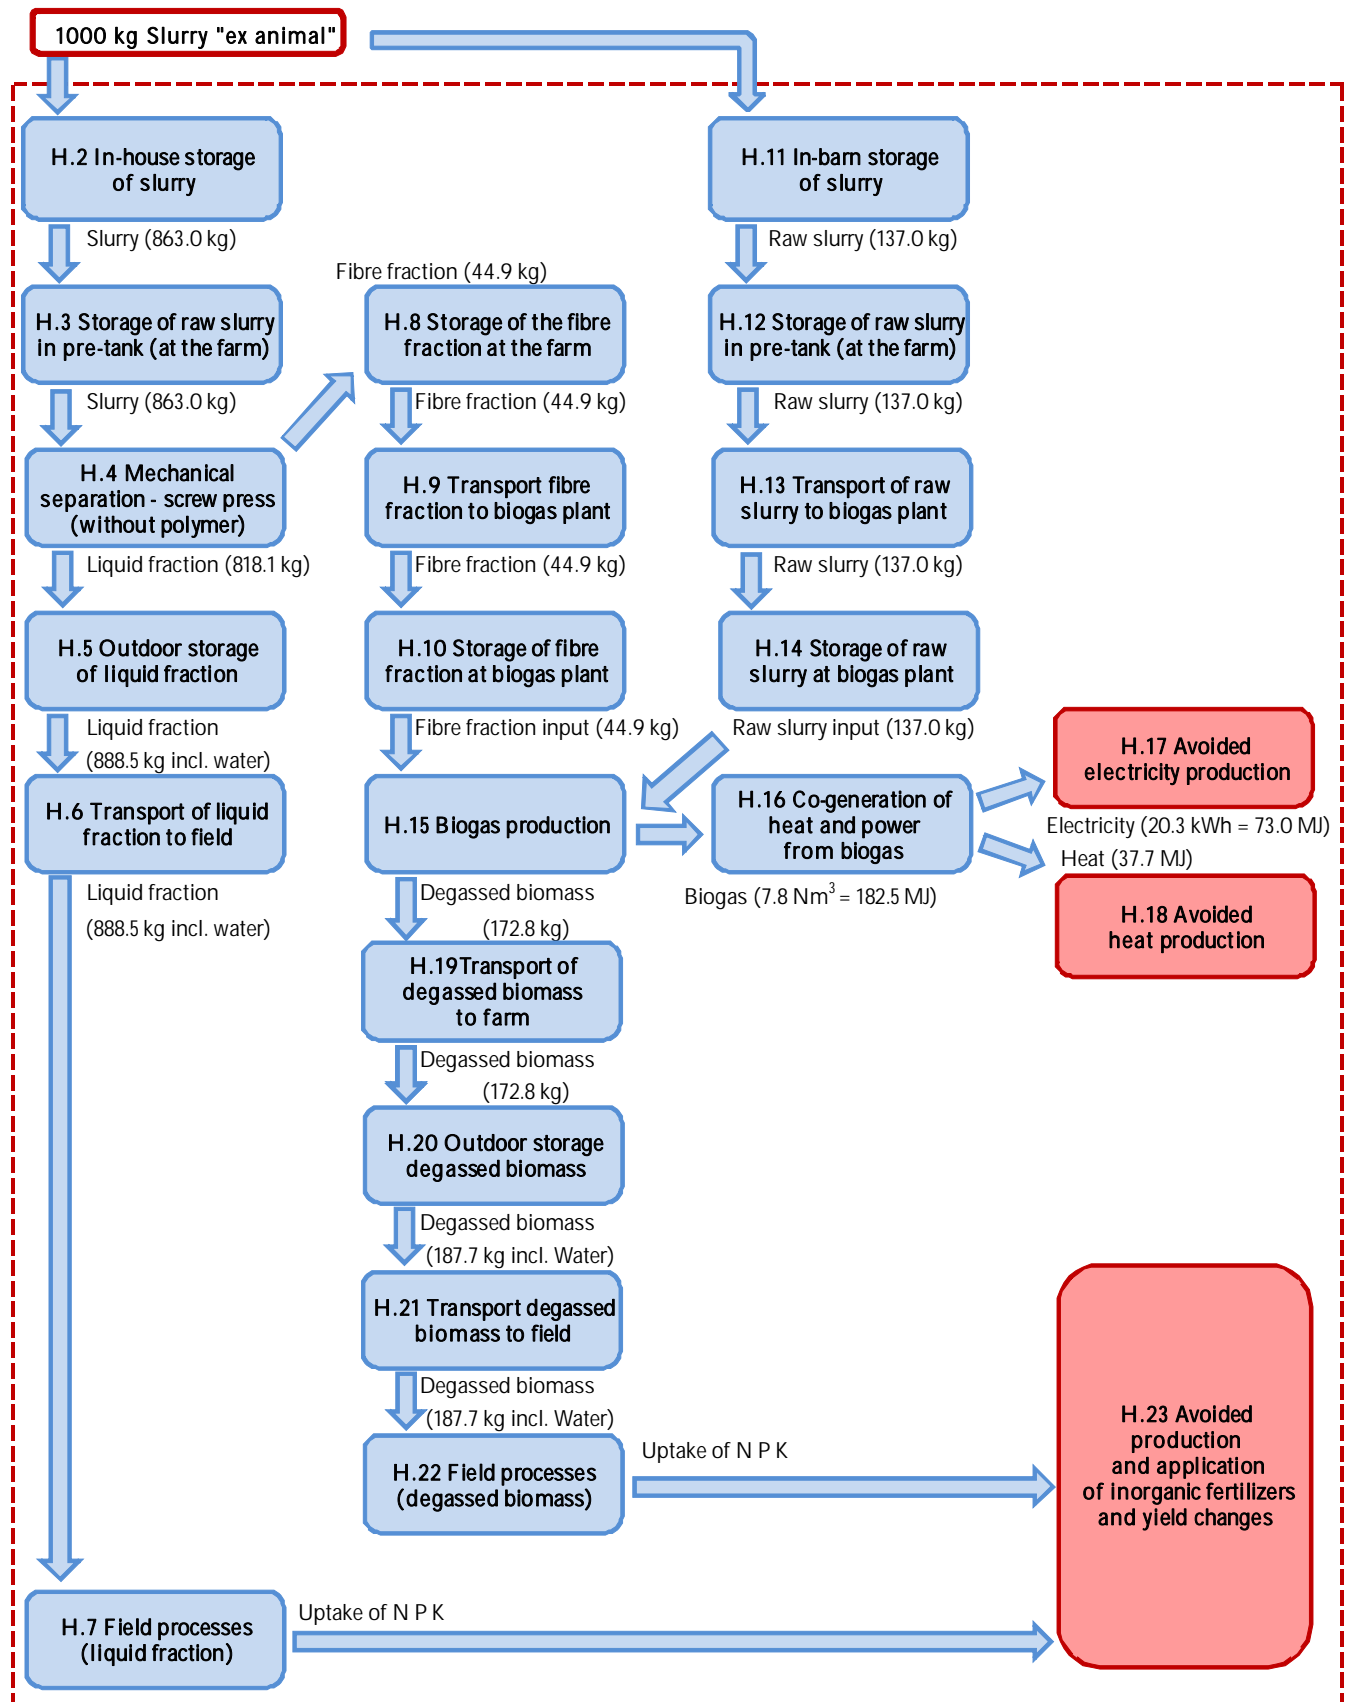 1000 kg Slurry "ex animal"
H.2 In-house storage
of slurry
Slurry (863.0 kg)
H.3 Storage of raw slurry
in pre-tank (at the farm)
Slurry (863.0 kg)
H.4 Mechanical
separation - screw press
(without polymer)
Liquid fraction (818.1 kg)
H.5 Outdoor storage
of liquid fraction
Liquid fraction
(888.5 kg incl. water)
H.6 Transport of liquid
fraction to field
Liquid fraction
(888.5 kg incl. water)
H.7 Field processes
(liquid fraction)
Uptake of N P K
Fibre fraction (44.9 kg)
H.8 Storage of the fibre
fraction at the farm
Fibre fraction (44.9 kg)
H.9 Transport fibre
fraction to biogas plant
Fibre fraction (44.9 kg)
H.10 Storage of fibre
fraction at biogas plant
Fibre fraction input (44.9 kg)
H.11 In-barn storage
of slurry
Raw slurry (137.0 kg)
H.12 Storage of raw slurry
in pre-tank (at the farm)
Raw slurry (137.0 kg)
H.13 Transport of raw
slurry to biogas plant
Raw slurry (137.0 kg)
H.14 Storage of raw
slurry at biogas plant
Raw slurry input (137.0 kg)
H.15 Biogas production
Biogas (7.8 Nm³ = 182.5 MJ)
H.16 Co-generation of
heat and power
from biogas
H.17 Avoided
electricity production
Electricity (20.3 kWh = 73.0 MJ)
Heat (37.7 MJ)
H.18 Avoided
heat production
Degassed biomass
(172.8 kg)
H.19Transport of
degassed biomass
to farm
Degassed biomass
(172.8 kg)
H.20 Outdoor storage
degassed biomass
Degassed biomass
(187.7 kg incl. Water)
H.21 Transport degassed
biomass to field
Degassed biomass
(187.7 kg incl. Water)
H.22 Field processes
(degassed biomass)
Uptake of N P K
H.23 Avoided
production
and application
of inorganic fertilizers
and yield changes